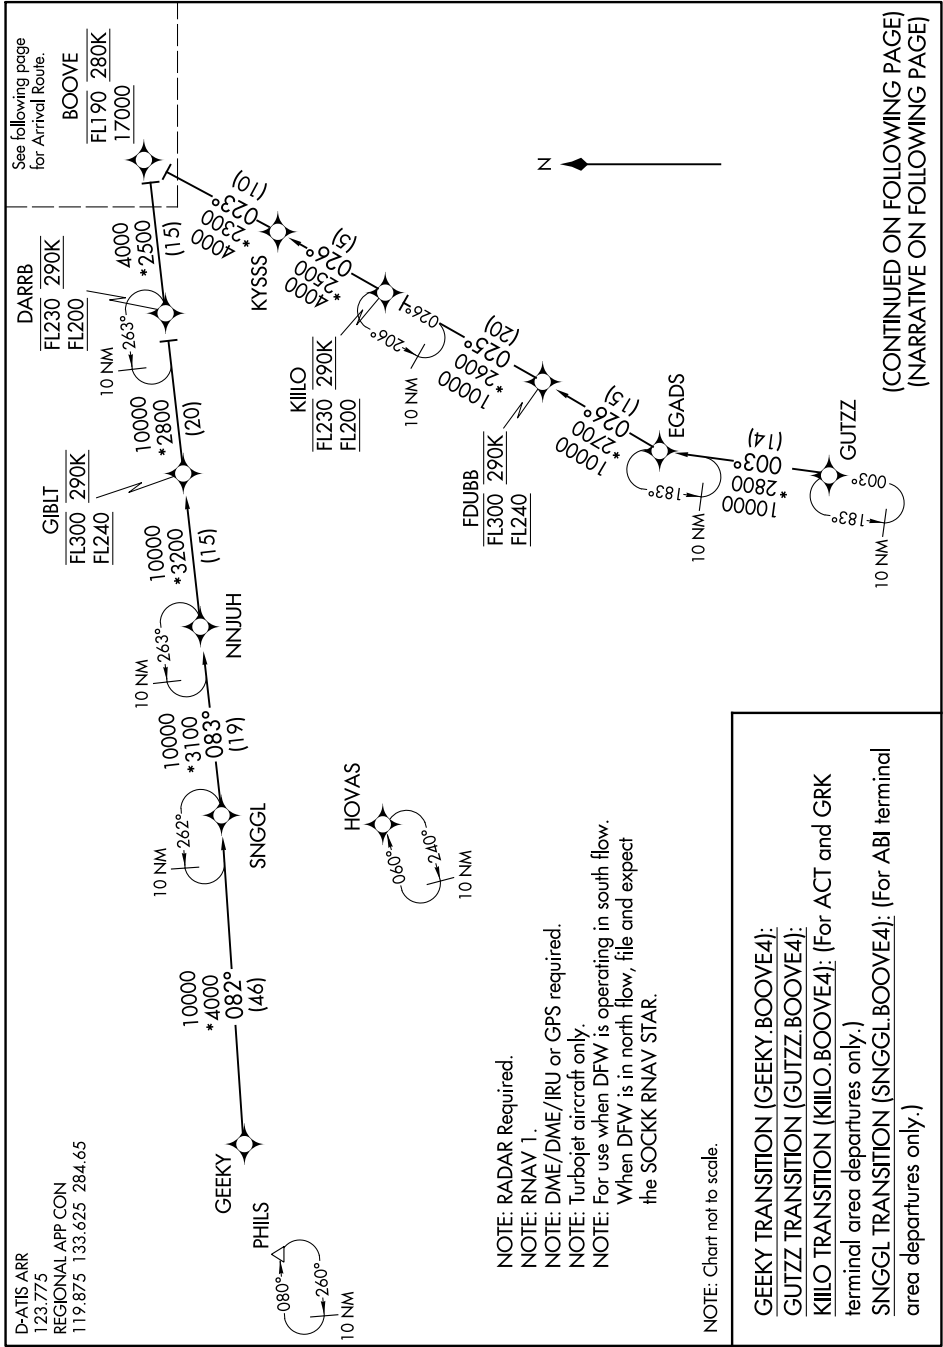 D-ATIS ARR
123.775
REGIONAL APP CON
119.875 133.625 284.65
See following page
for Arrival Route.
BOOVE
FL190 280K
17000
DARRB
FL230 290K
FL200
4000
*2500
(15)
10 NM
263°
GIBLT
FL300 290K
FL240
10000
*2800
(20)
10000
*3200
(15)
NNJUH
10 NM
263°
10000
*3100
083°
(19)
SNGGL
10 NM
262°
10000
*4000
082°
(46)
GEEKY
PHILS
080°
260°
10 NM
HOVAS
060°
240°
10 NM
4000
*2300
023°
(10)
KYSSS
4000
*2500
026°
(5)
KIILO
FL230 290K
FL200
206°
026°
10 NM
10000
*2600
025°
(20)
FDUBB
FL300 290K
FL240
10000
*2700
026°
(15)
EGADS
183°
10 NM
10000
*2800
003°
(14)
GUTZZ
183°
003°
10 NM
N
NOTE: RADAR Required.
NOTE: RNAV 1.
NOTE: DME/DME/IRU or GPS required.
NOTE: Turbojet aircraft only.
NOTE: For use when DFW is operating in south flow.
When DFW is in north flow, file and expect
the SOCKK RNAV STAR.
NOTE: Chart not to scale.
GEEKY TRANSITION (GEEKY.BOOVE4):
GUTZZ TRANSITION (GUTZZ.BOOVE4):
KIILO TRANSITION (KIILO.BOOVE4): (For ACT and GRK
terminal area departures only.)
SNGGL TRANSITION (SNGGL.BOOVE4): (For ABI terminal
area departures only.)
(CONTINUED ON FOLLOWING PAGE)
(NARRATIVE ON FOLLOWING PAGE)